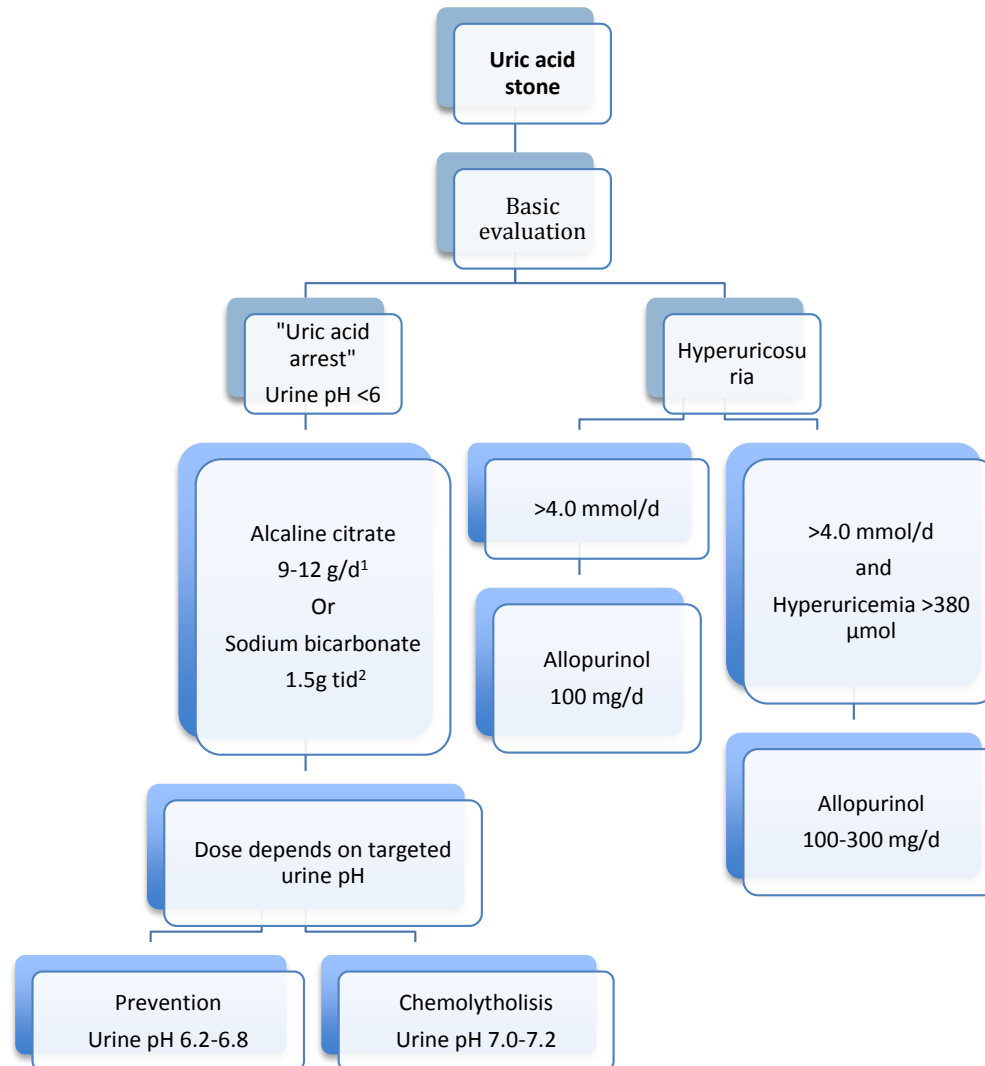 Uric acid
stone
Basic
evaluation
"Uric acid
arrest"
Urine pH <6
Hyperuricosu
ria
Alcaline citrate
9-12 g/d¹
Or
Sodium bicarbonate
1.5g tid²
>4.0 mmol/d
>4.0 mmol/d
and
Hyperuricemia >380
µmol
Allopurinol
100 mg/d
Allopurinol
100-300 mg/d
Dose depends on targeted
urine pH
Prevention
Urine pH 6.2-6.8
Chemolytholisis
Urine pH 7.0-7.2